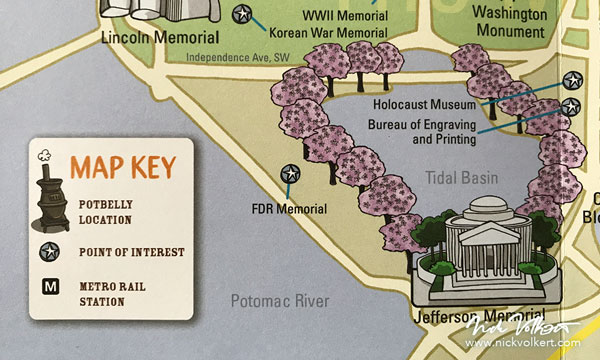 WWII Memorial
Korean War Memorial
Washington
Monument
Lincoln Memorial
Independence Ave, SW
Holocaust Museum
Bureau of Engraving
and Printing
Tidal Basin
FDR Memorial
MAP KEY
POTBELLY
LOCATION
POINT OF INTEREST
M
METRO RAIL
STATION
Potomac River
Jefferson Memorial
Nick Volkert
www.nickvolkert.com